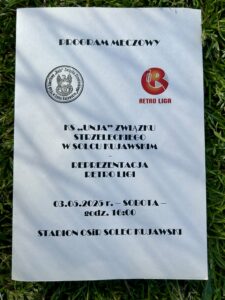 PROGRAM MECZOWY
RETRO LIGA
KS „UNJA” ZWIĄZKU
STRZELECKIEGO
W SOLCU KUJAWSKIM
-
REPREZENTACJA
RETRO LIGI
03.05.2025 r. – SOBOTA –
godz. 16:00
STADION OSiR SOLEC KUJAWSKI